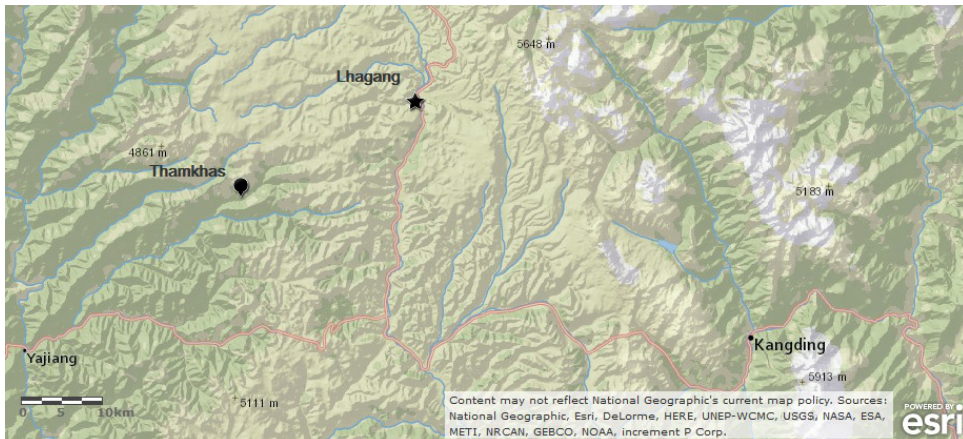 5648 m
Lhagang
4861 m
Thamkhas
5183 m
Kangding
Yajiang
5913 m
5111 m
0 5 10km
Content may not reflect National Geographic's current map policy. Sources:
National Geographic, Esri, DeLorme, HERE, UNEP-WCMC, USGS, NASA, ESA,
METI, NRCAN, GEBCO, NOAA, increment P Corp.
POWERED BY
esri